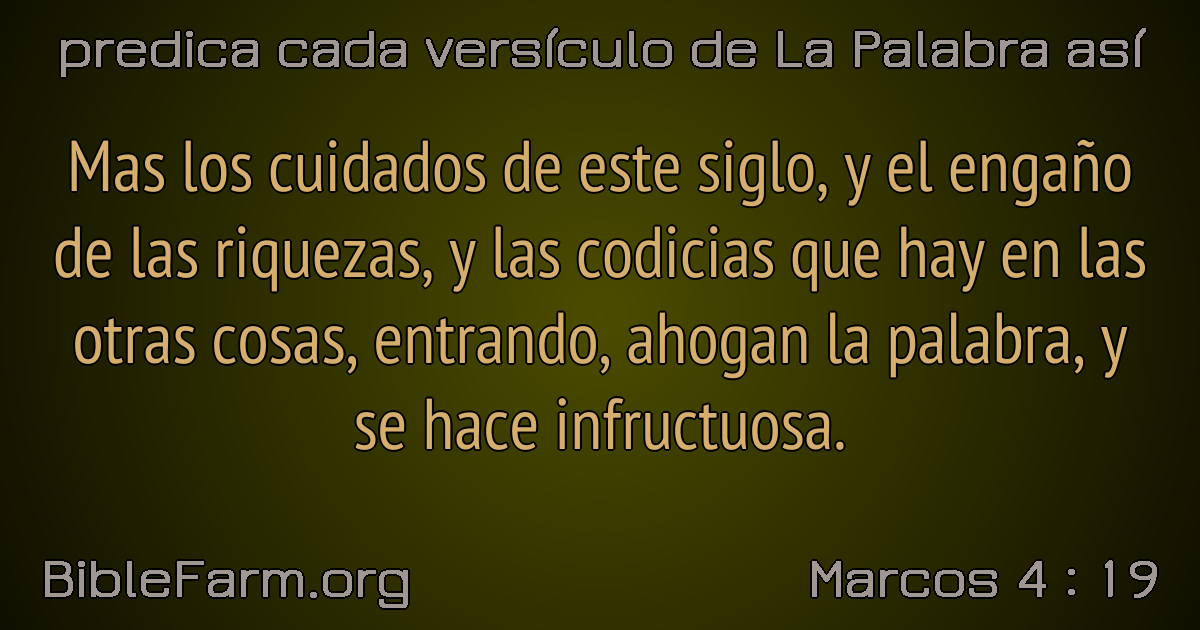 predica cada versículo de La Palabra así
Mas los cuidados de este siglo, y el engaño
de las riquezas, y las codicias que hay en las
otras cosas, entrando, ahogan la palabra, y
se hace infructuosa.
BibleFarm.org
Marcos 4 : 19